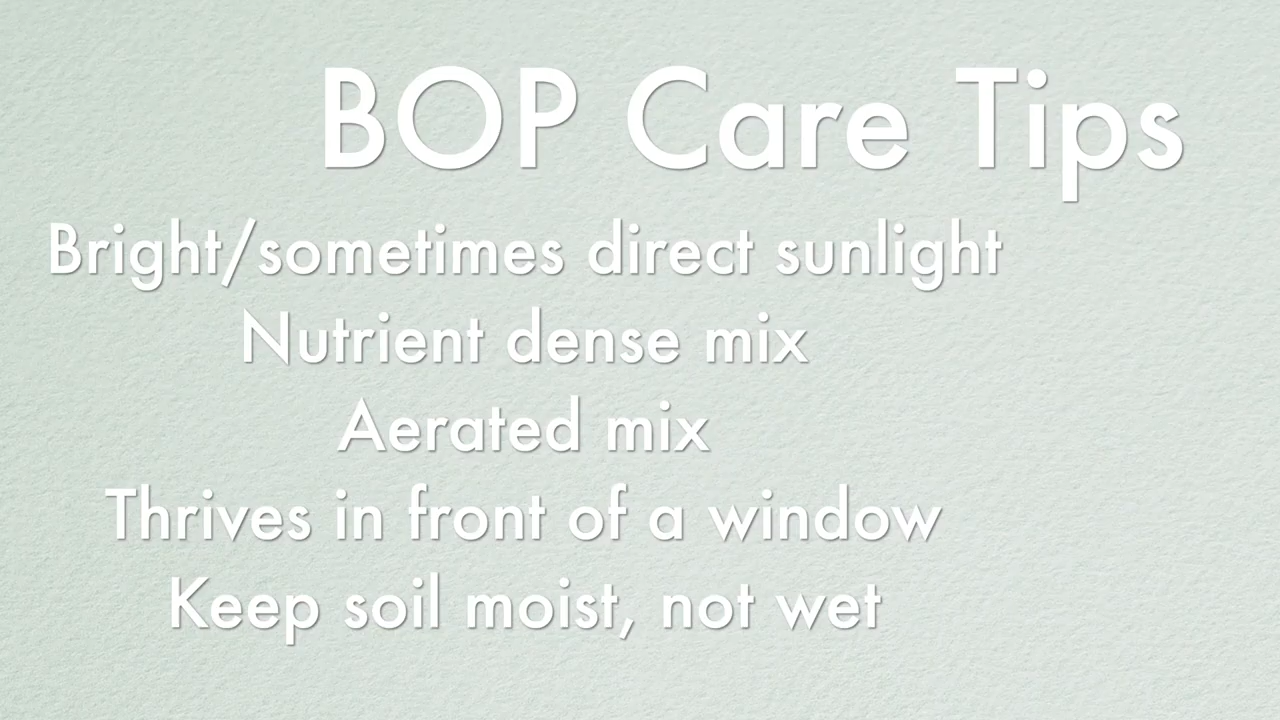 BOP Care Tips
Bright/sometimes direct sunlight
Nutrient dense mix
Aerated mix
Thrives in front of a window
Keep soil moist, not wet